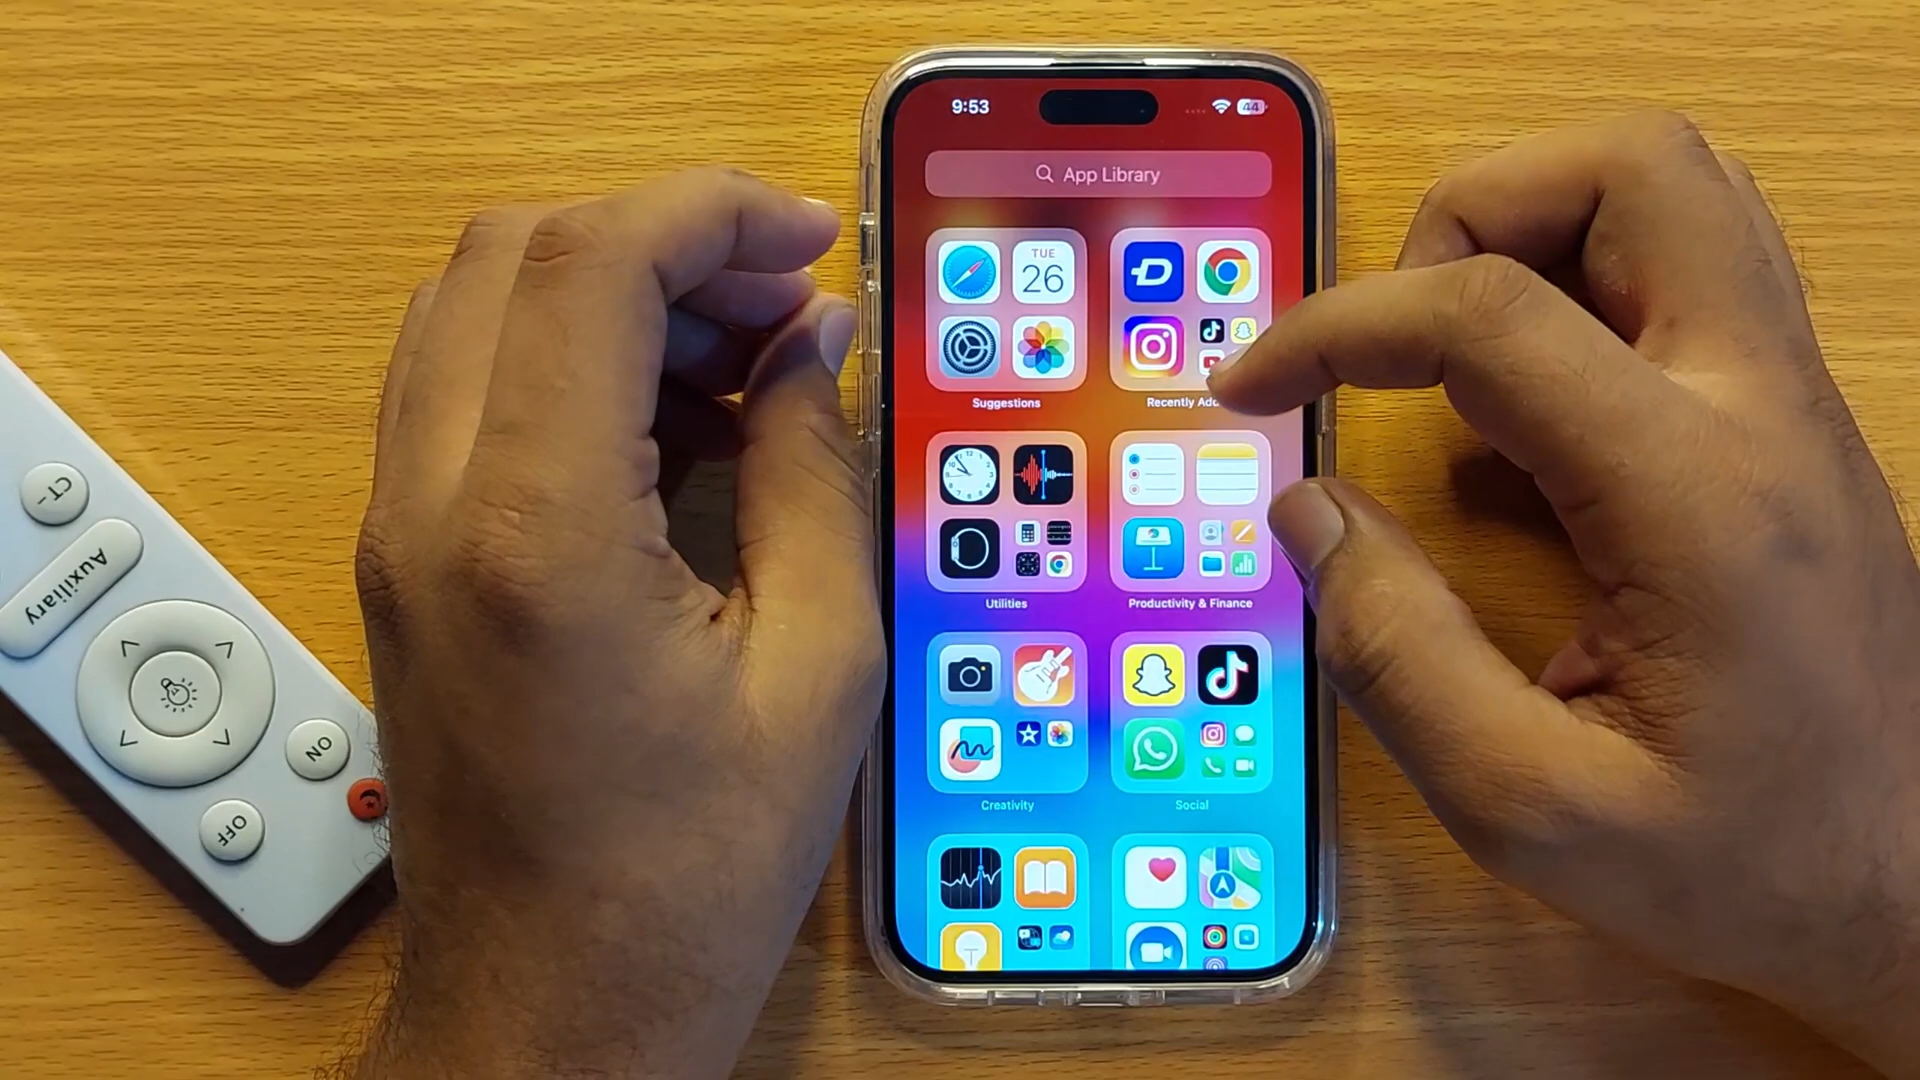 9:53
44
App Library
TUE
26
Suggestions
Recently Add
Utilities
Productivity & Finance
Creativity
Social
CT-
Auxiliary
ON
OFF